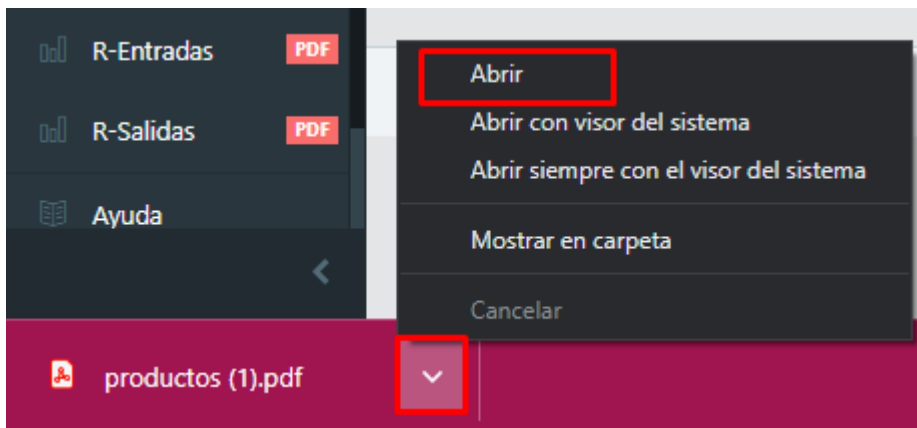 R-Entradas PDF
R-Salidas PDF
Ayuda
Abrir
Abrir con visor del sistema
Abrir siempre con el visor del sistema
Mostrar en carpeta
Cancelar
productos (1).pdf